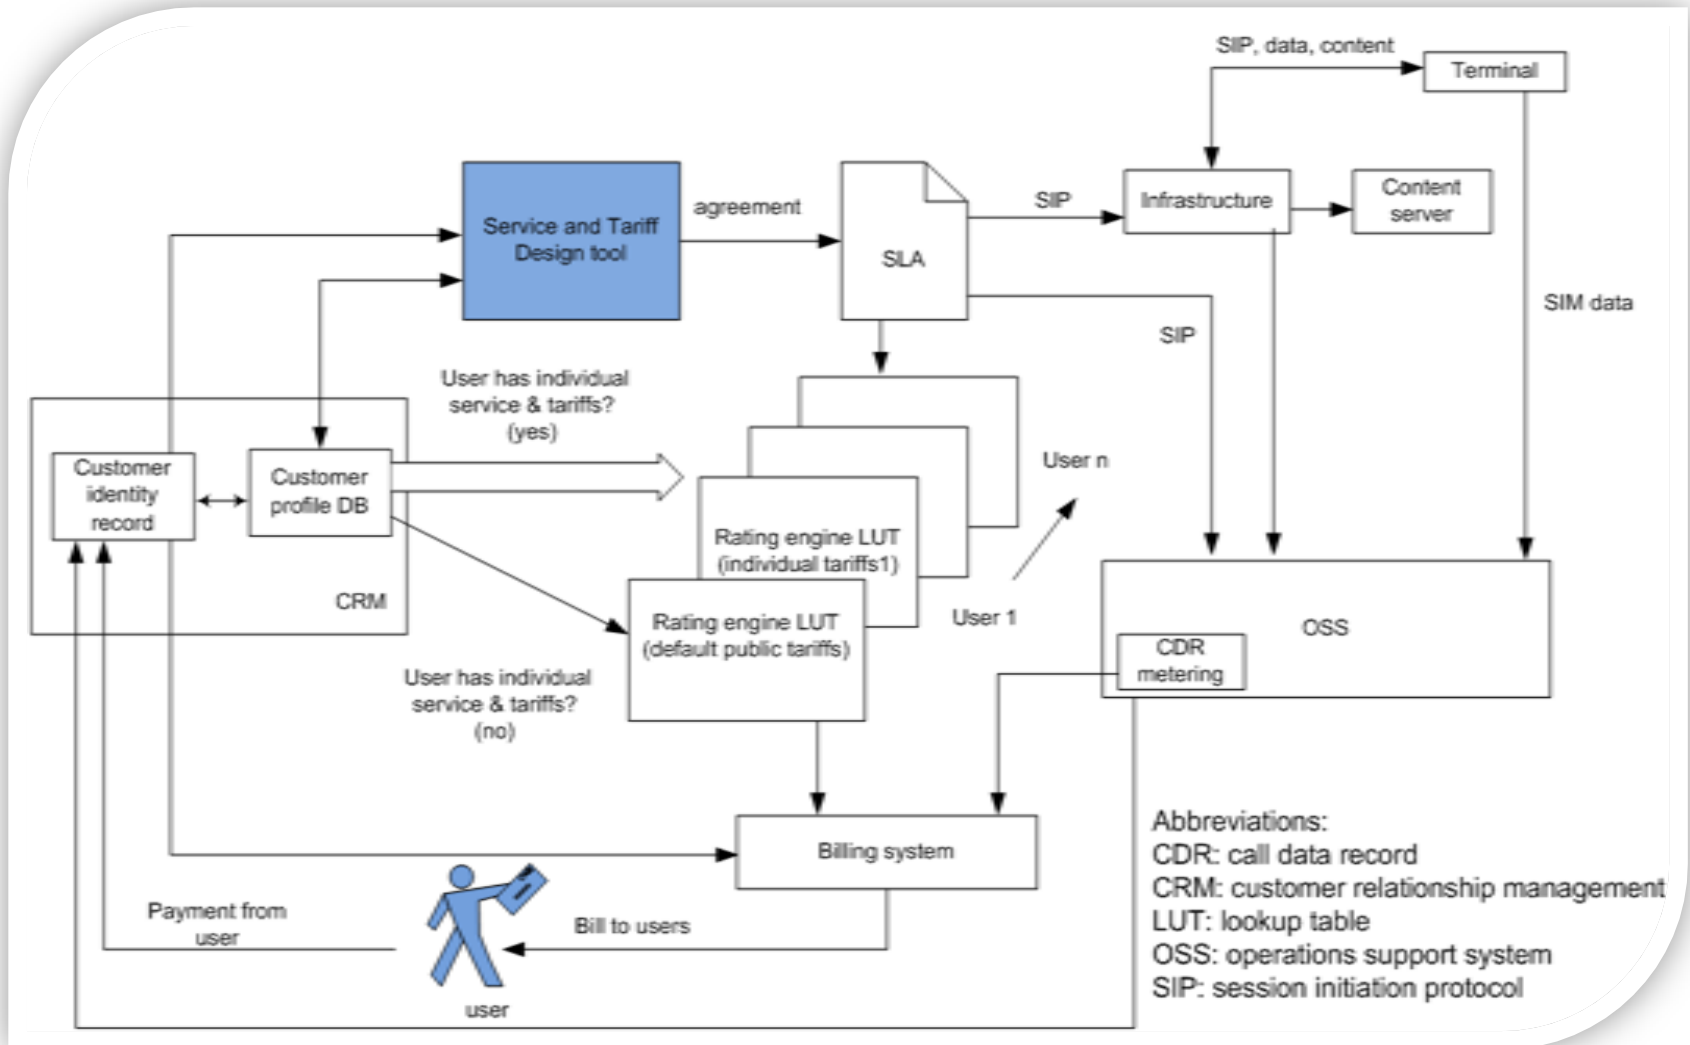 SIP, data, content
Terminal
Service and Tariff
Design tool
agreement
SLA
SIP
Infrastructure
Content
server
SIP
SIM data
User has individual
service & tariffs?
(yes)
Customer
identity
record
Customer
profile DB
CRM
User n
Rating engine LUT
(individual tariffs1)
User 1
Rating engine LUT
(default public tariffs)
OSS
CDR
metering
User has individual
service & tariffs?
(no)
Billing system
Payment from
user
Bill to users
user
Abbreviations:
CDR: call data record
CRM: customer relationship management
LUT: lookup table
OSS: operations support system
SIP: session initiation protocol